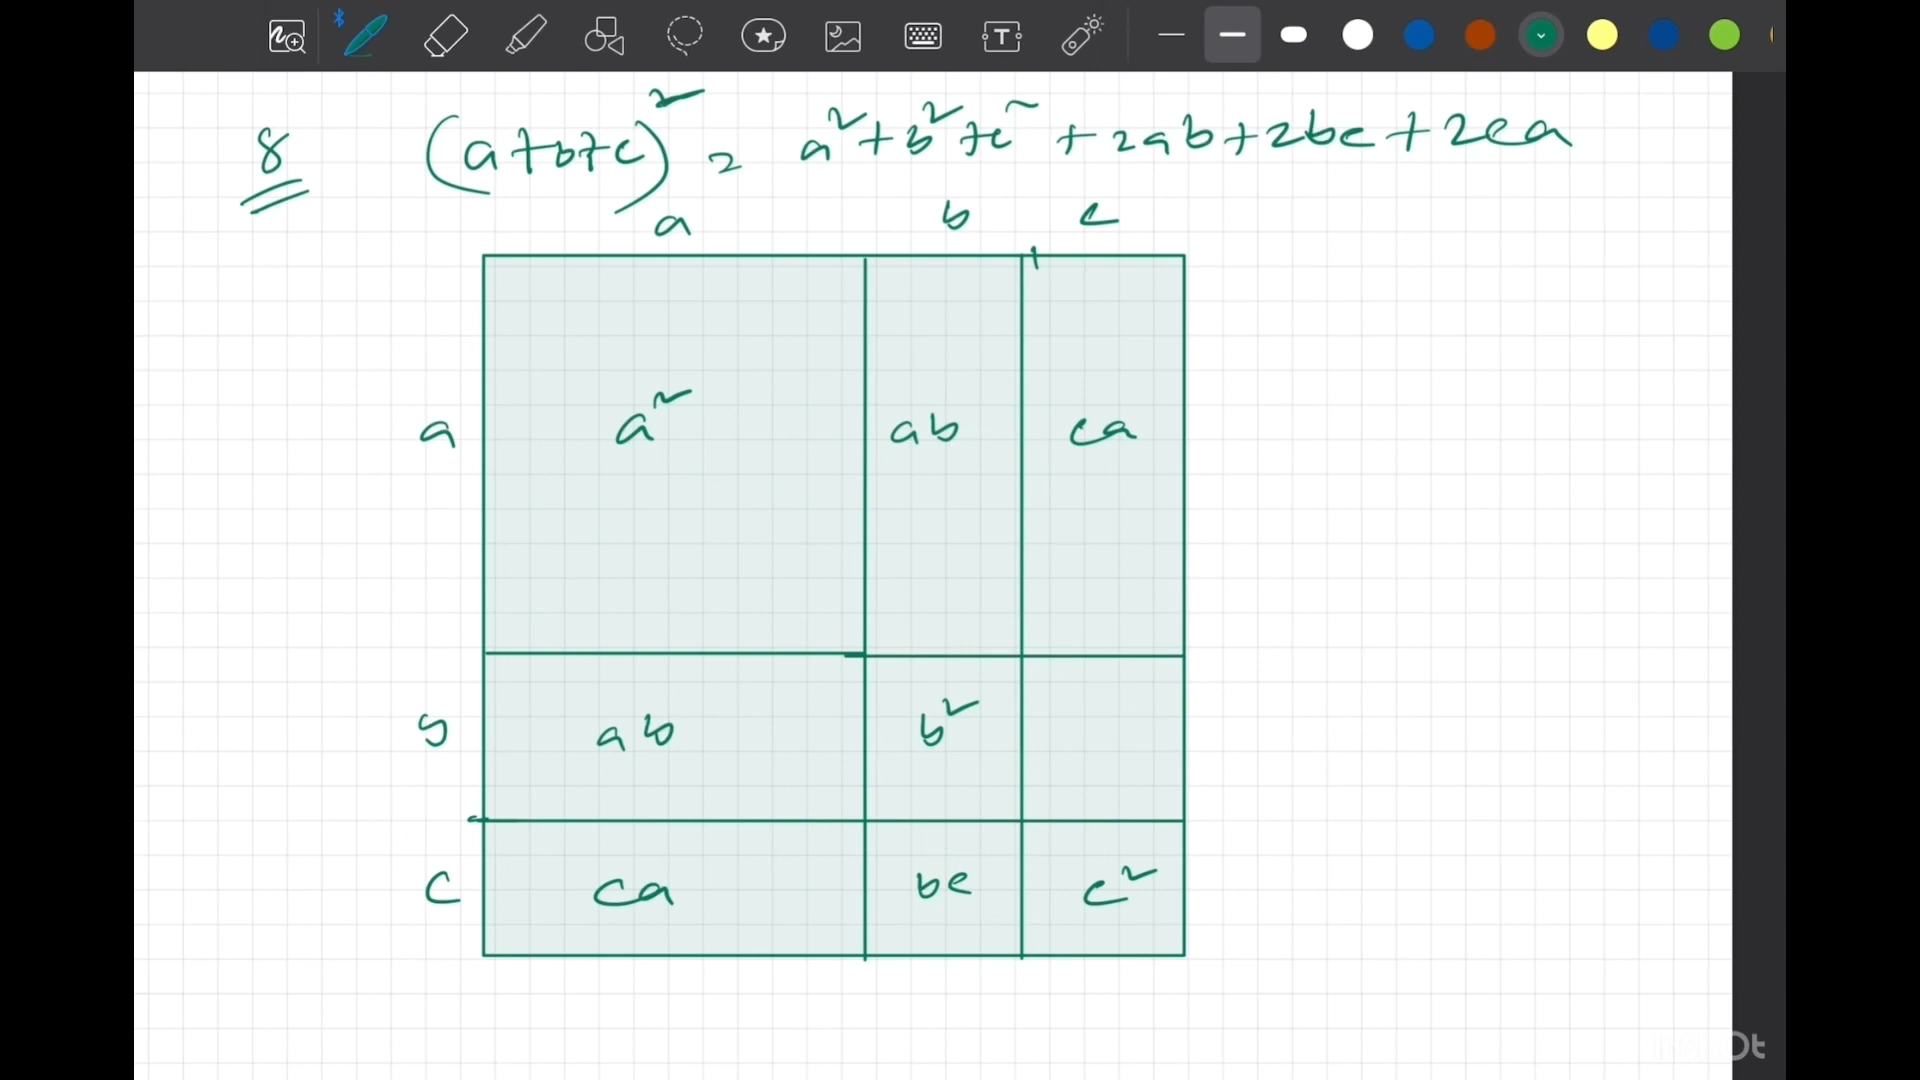 8 (a+b+c)² = a²+b²+c² + 2ab+2bc+2ca
a b c
a a² ab ca
b ab b²
c ca bc c²